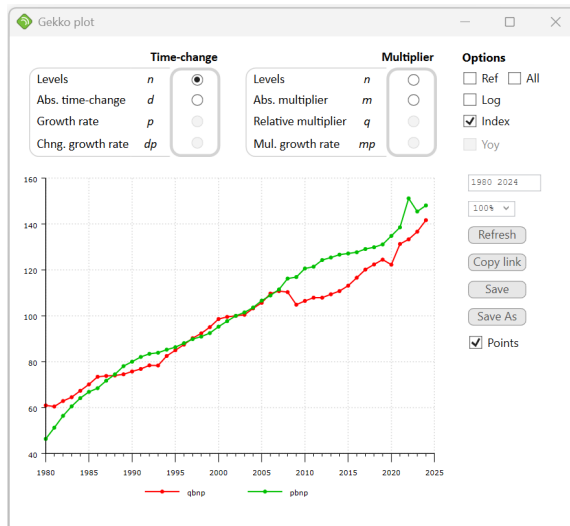 Gekko plot
Time-change
Levels n
Abs. time-change d
Growth rate p
Chng. growth rate dp
Multiplier
Levels n
Abs. multiplier m
Relative multiplier q
Mul. growth rate mp
Options
Ref All
Log
Index
Yoy
1980 2024
100%
Refresh
Copy link
Save
Save As
Points
160
140
120
100
80
60
40
1980 1985 1990 1995 2000 2005 2010 2015 2020 2025
qbnp pbnp